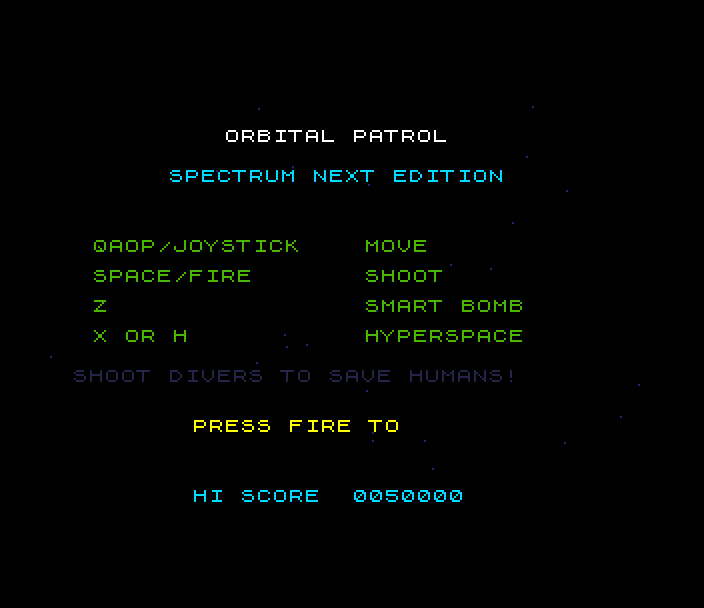 ORBITAL PATROL
SPECTRUM NEXT EDITION
QAOP/JOYSTICK MOVE
SPACE/FIRE SHOOT
Z SMART BOMB
X OR H HYPERSPACE
SHOOT DIVERS TO SAVE HUMANS!
PRESS FIRE TO
HI SCORE 0050000